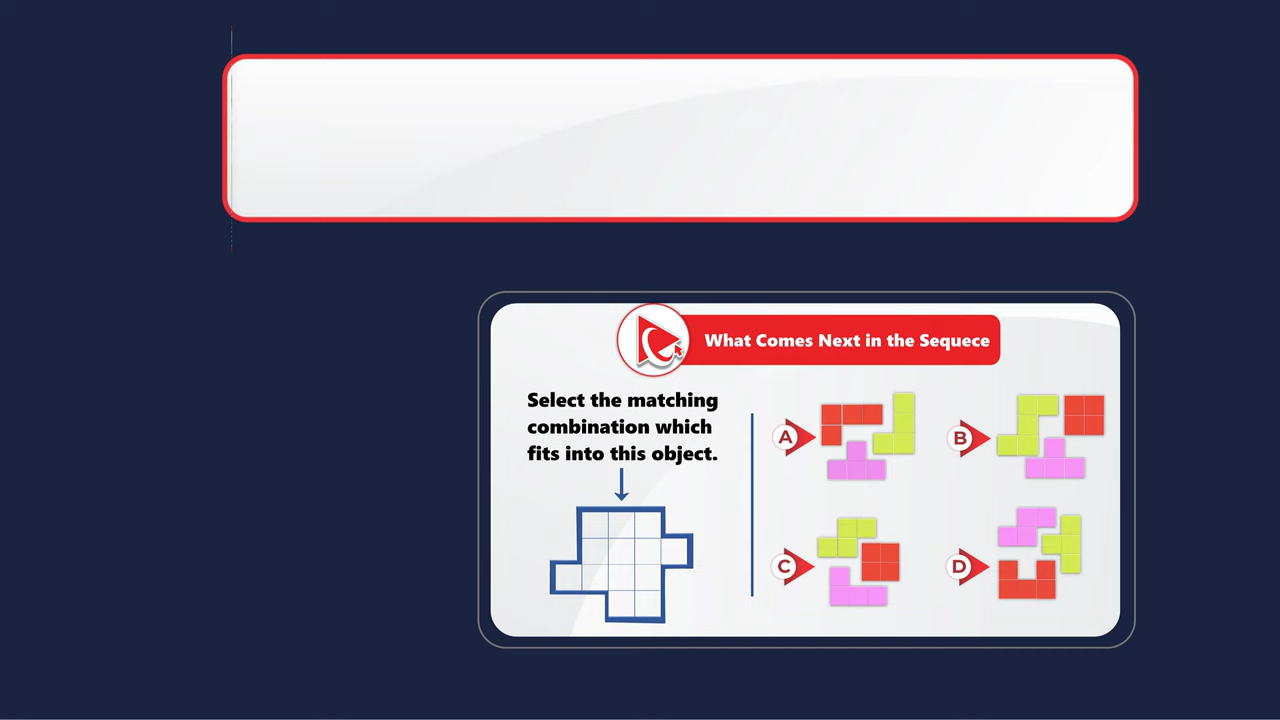 What Comes Next in the Sequece
Select the matching
combination which
fits into this object.
A
B
C
D